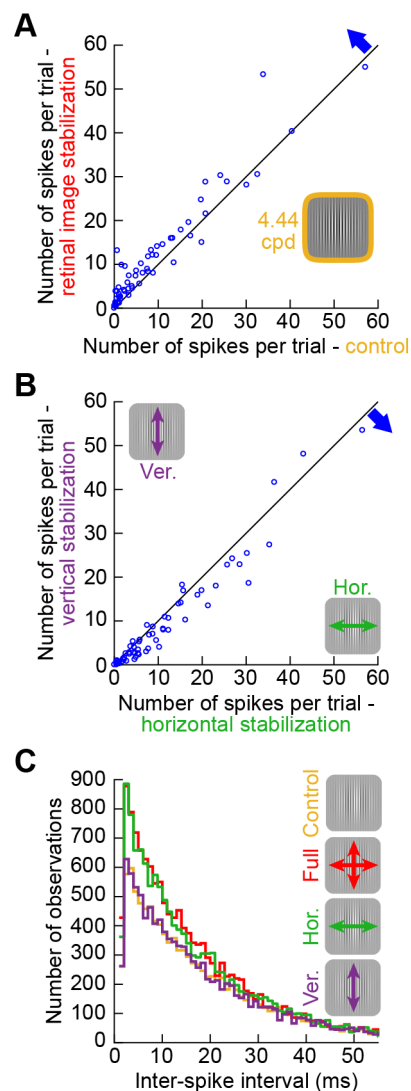 A
Number of spikes per trial -
retinal image stabilization
60
50
40
30
20
10
0
4.44
cpd
0 10 20 30 40 50 60
Number of spikes per trial - control
B
Number of spikes per trial -
vertical stabilization
60
50
40
30
20
10
0
Ver.
Hor.
0 10 20 30 40 50 60
Number of spikes per trial -
horizontal stabilization
C
Number of observations
900
800
700
600
500
400
300
200
100
0
Control
Full
Hor.
Ver.
0 10 20 30 40 50
Inter-spike interval (ms)